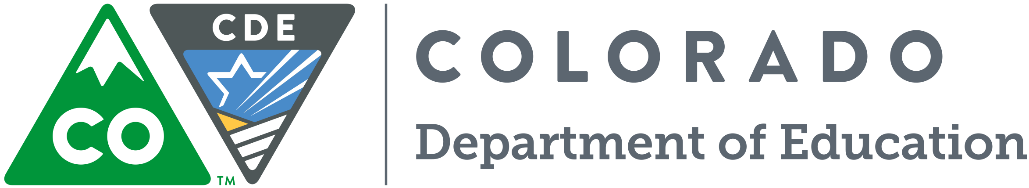 CO
TM
CDE
COLORADO
Department of Education